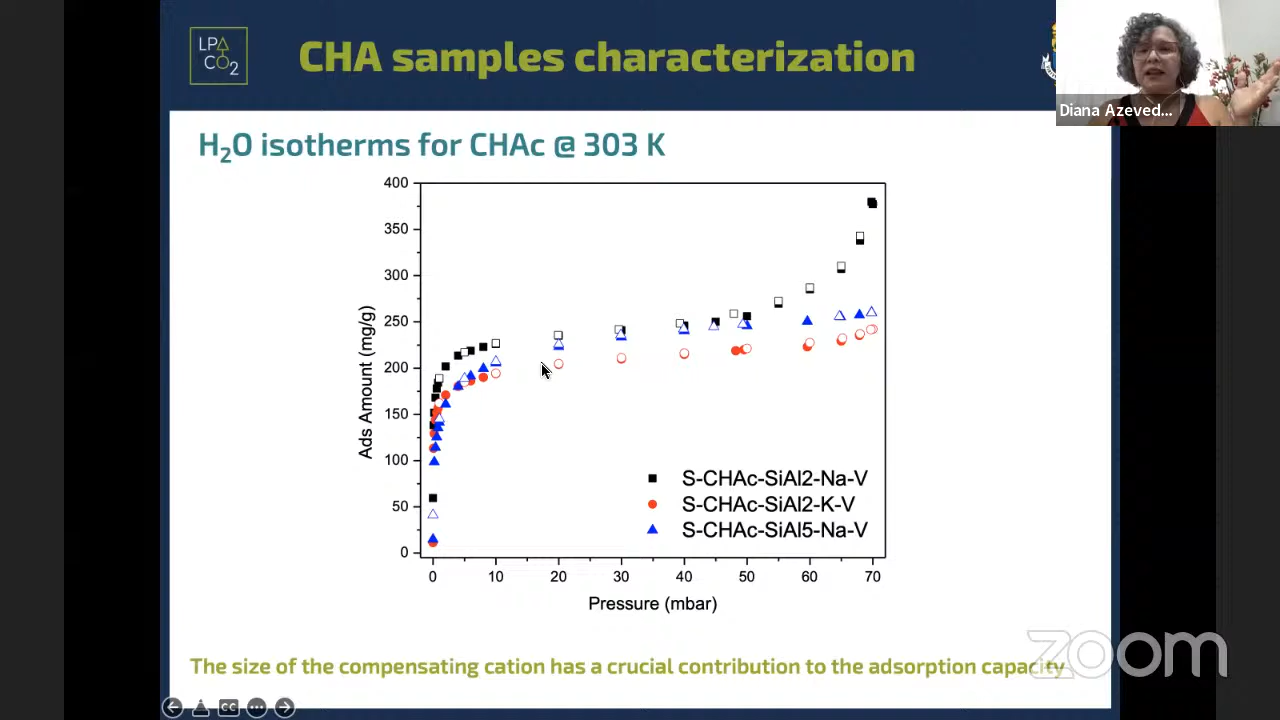 LPA
CO2
CHA samples characterization
Diana Azeved...
H2O isotherms for CHAc @ 303 K
400
350
300
250
200
150
100
50
0
Ads Amount (mg/g)
S-CHAc-SiAl2-Na-V
S-CHAc-SiAl2-K-V
S-CHAc-SiAl5-Na-V
0 10 20 30 40 50 60 70
Pressure (mbar)
The size of the compensating cation has a crucial contribution to the adsorption capacity
zoom
CC